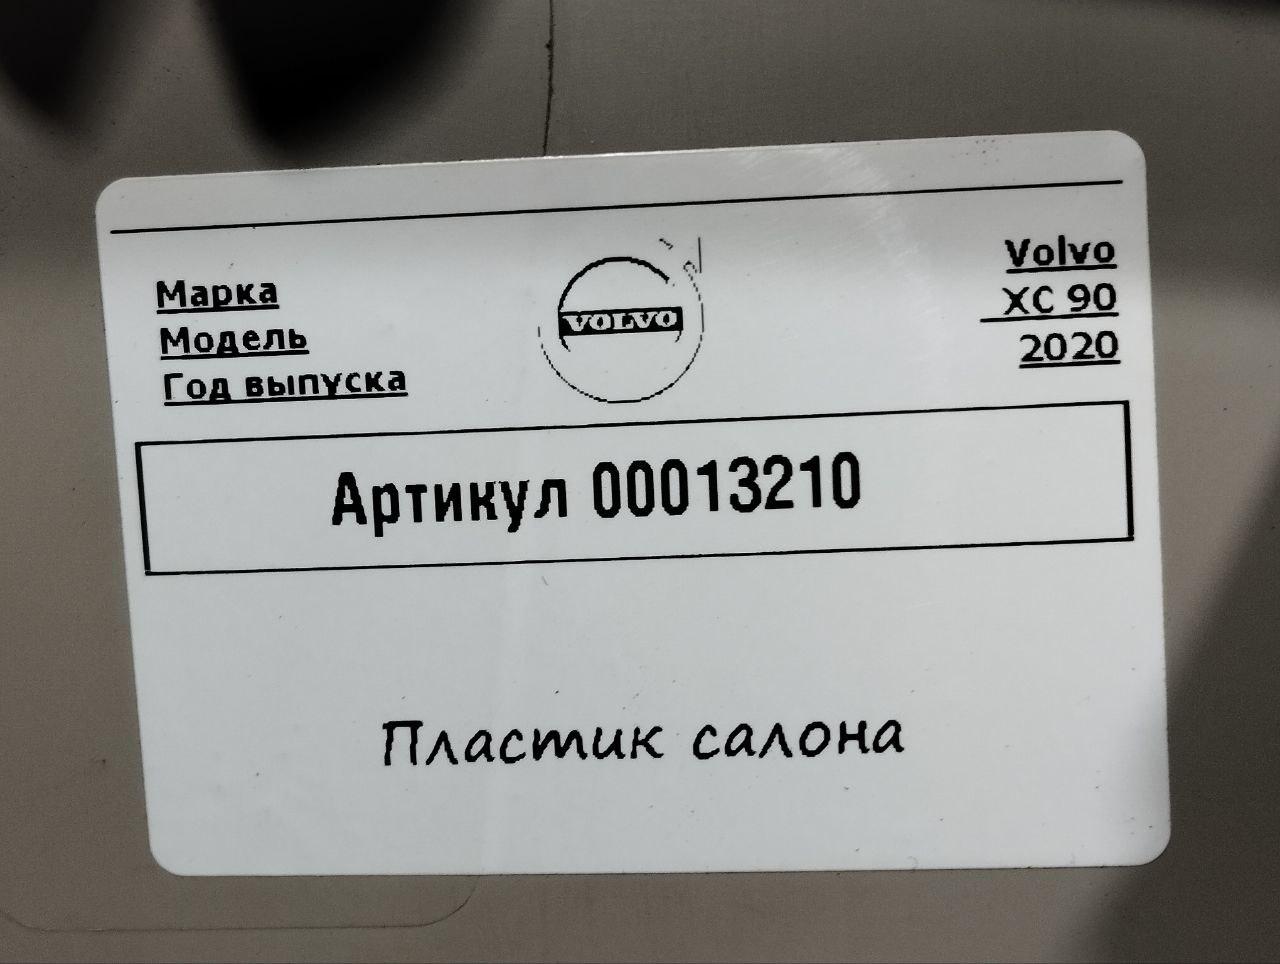 Марка Volvo
Модель XC 90
Год выпуска 2020
VOLVO
Артикул 00013210
Пластик салона